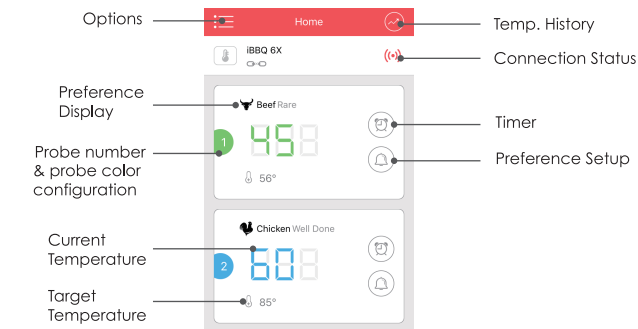 Options
Home
Temp. History
iBBQ 6X
Connection Status
Preference
Display
Beef Rare
Timer
1
45
Probe number
& probe color
configuration
Preference Setup
56°
Chicken Well Done
Current
Temperature
2
60
Target
Temperature
85°